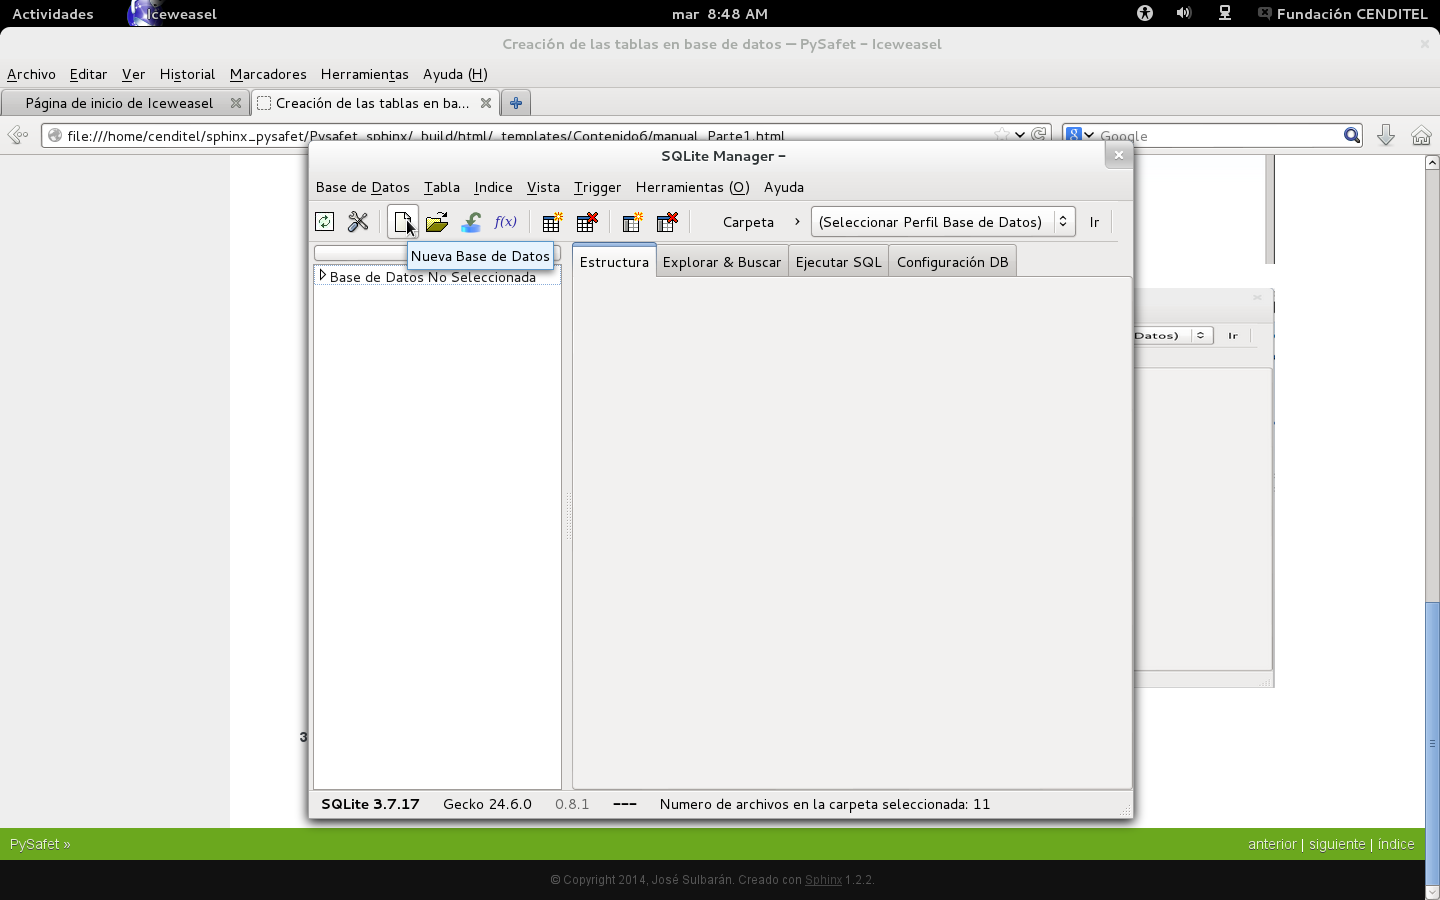 Actividades Iceweasel mar 8:48 AM Fundación CENDITEL
Creación de las tablas en base de datos — PySafet - Iceweasel
Archivo Editar Ver Historial Marcadores Herramientas Ayuda (H)
Página de inicio de Iceweasel Creación de las tablas en ba...
file:///home/cenditel/sphinx_pysafet/Pysafet_sphinx/_build/html/_templates/Contenido6/manual_Parte1.html Google
SQLite Manager -
Base de Datos Tabla Indice Vista Trigger Herramientas (O) Ayuda
f(x) Carpeta (Seleccionar Perfil Base de Datos) Ir
Nueva Base de Datos
Estructura Explorar & Buscar Ejecutar SQL Configuración DB
Base de Datos No Seleccionada
Datos) Ir
3
SQLite 3.7.17 Gecko 24.6.0 0.8.1 --- Numero de archivos en la carpeta seleccionada: 11
PySafet » anterior | siguiente | índice
© Copyright 2014, José Sulbarán. Creado con Sphinx 1.2.2.